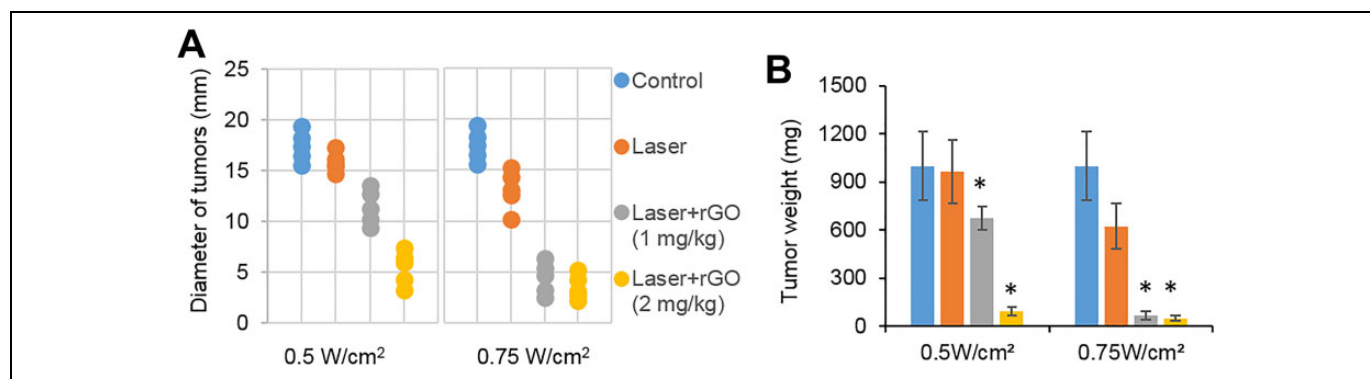 A
Diameter of tumors (mm)
25
20
15
10
5
0
0.5 W/cm²
0.75 W/cm²
Control
Laser
Laser+rGO
(1 mg/kg)
Laser+rGO
(2 mg/kg)
B
Tumor weight (mg)
1500
1200
900
600
300
0
*
*
* *
0.5W/cm²
0.75W/cm²